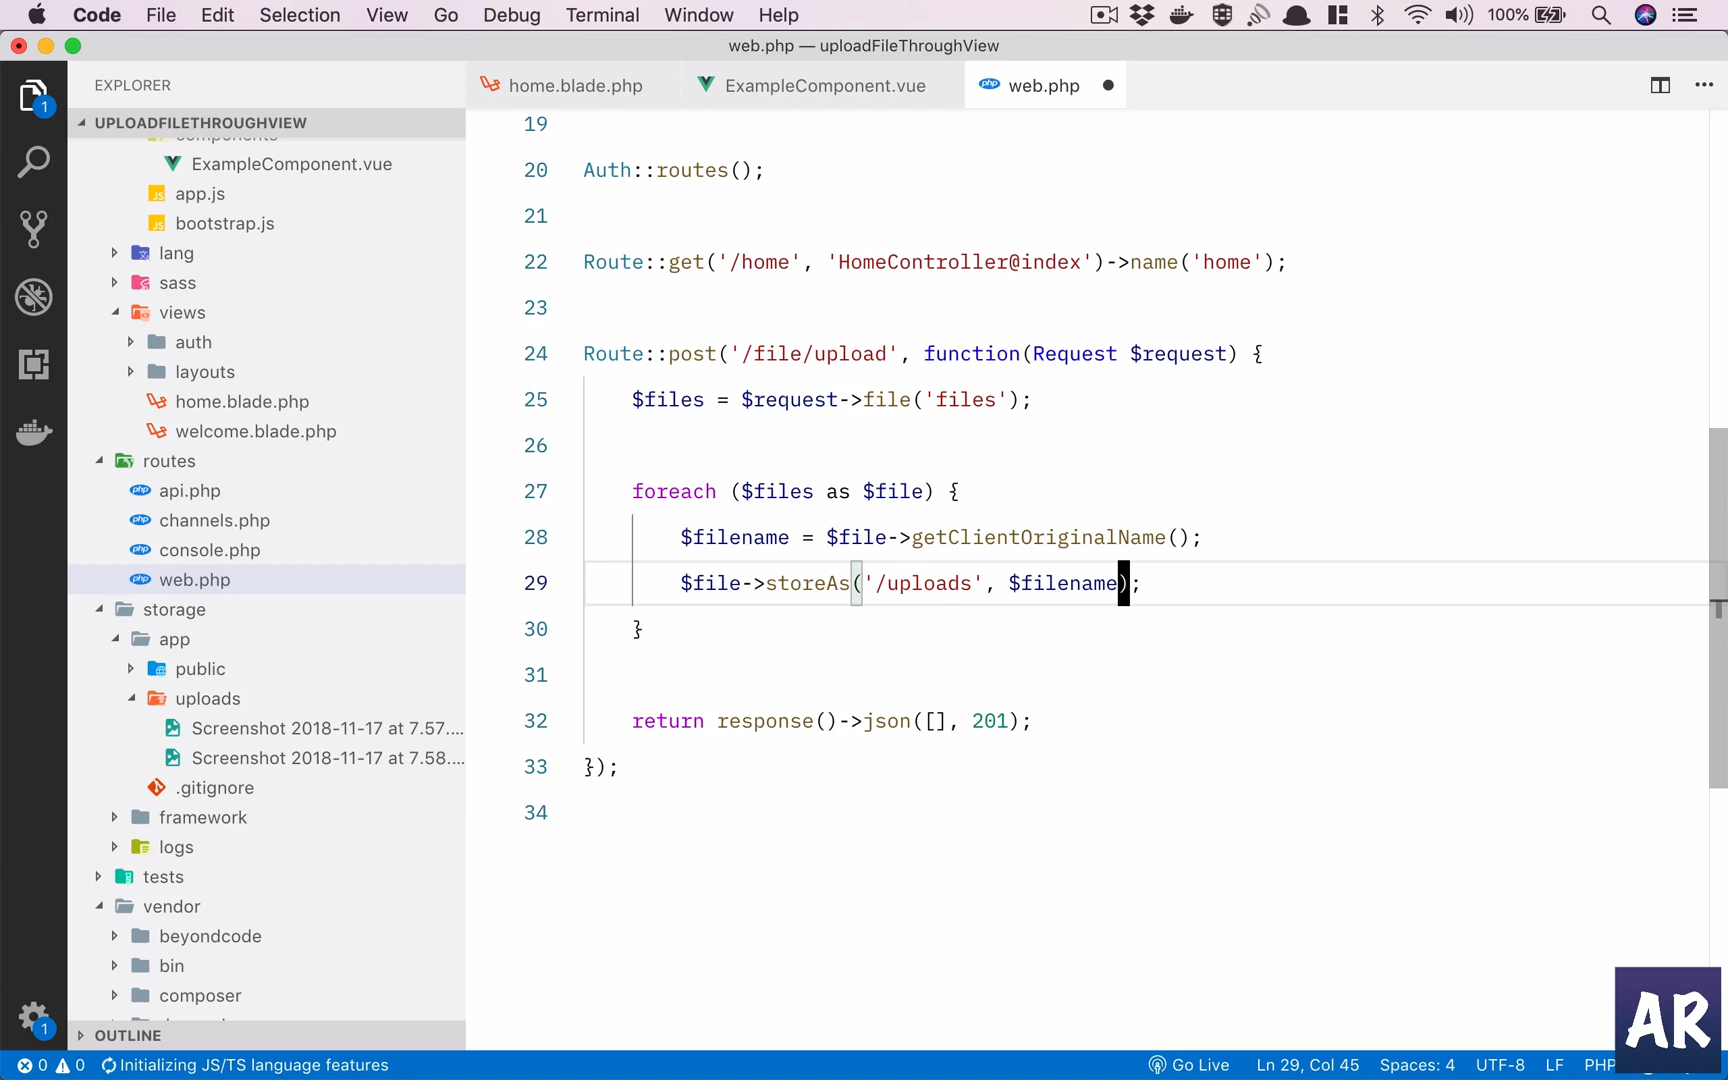 Code File Edit Selection View Go Debug Terminal Window Help 100%
web.php — uploadFileThroughView
EXPLORER
home.blade.php ExampleComponent.vue web.php
UPLOADFILETHROUGHVIEW
components
ExampleComponent.vue
app.js
bootstrap.js
lang
sass
views
auth
layouts
home.blade.php
welcome.blade.php
routes
api.php
channels.php
console.php
web.php
storage
app
public
uploads
Screenshot 2018-11-17 at 7.57....
Screenshot 2018-11-17 at 7.58....
.gitignore
framework
logs
tests
vendor
beyondcode
bin
composer
OUTLINE
1
1
19
20 Auth::routes();
21
22 Route::get('/home', 'HomeController@index')->name('home');
23
24 Route::post('/file/upload', function(Request $request) {
25 $files = $request->file('files');
26
27 foreach ($files as $file) {
28 $filename = $file->getClientOriginalName();
29 $file->storeAs('/uploads', $filename);
30 }
31
32 return response()->json([], 201);
33 });
34
AR
0 0 Initializing JS/TS language features Go Live Ln 29, Col 45 Spaces: 4 UTF-8 LF PHP